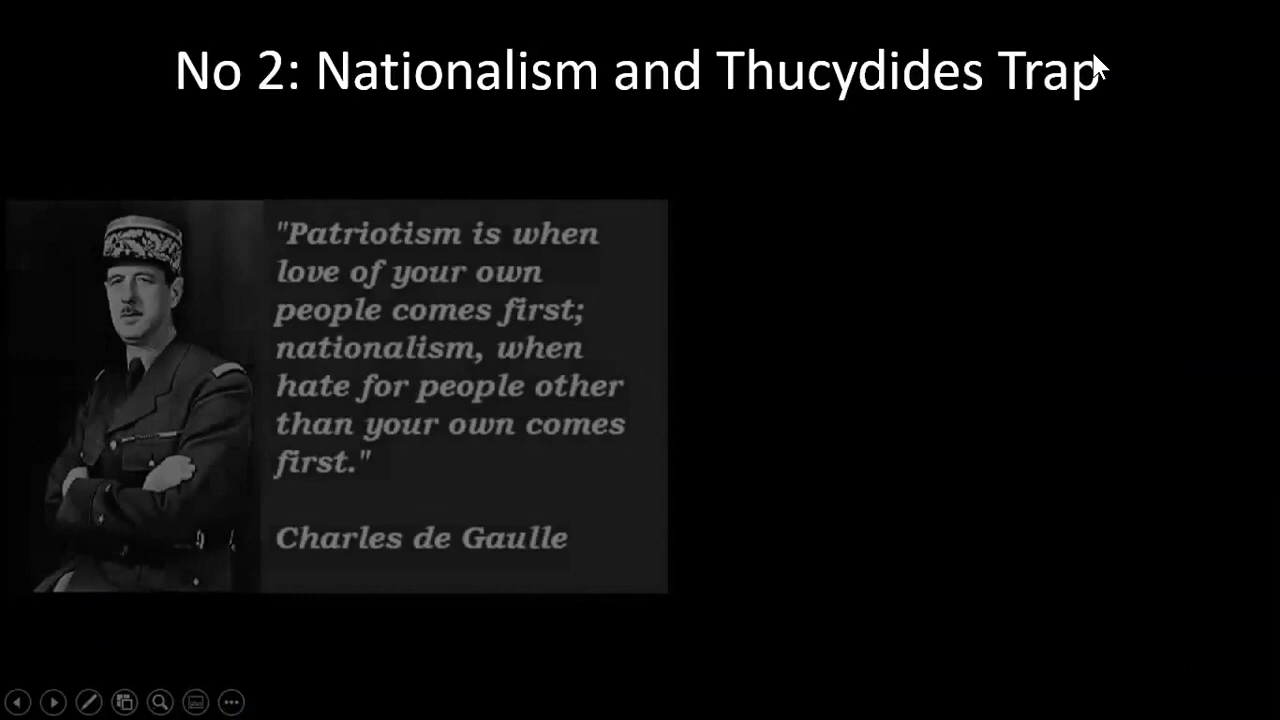 No 2: Nationalism and Thucydides Trap
"Patriotism is when
love of your own
people comes first;
nationalism, when
hate for people other
than your own comes
first."
Charles de Gaulle